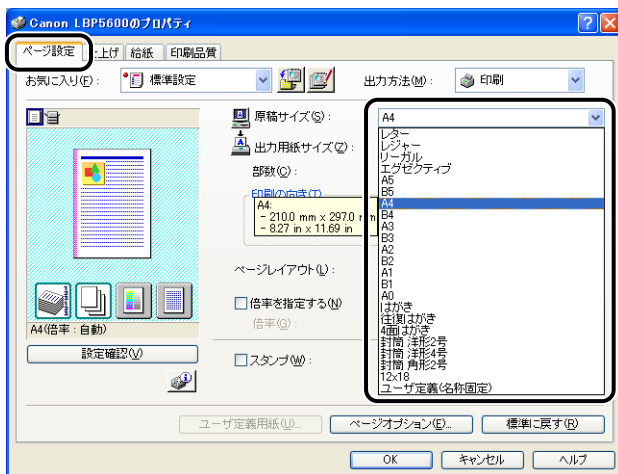 Canon LBP5600のプロパティ
ページ設定 上げ 給紙 印刷品質
お気に入り(F): 標準設定 出力方法(M): 印刷
原稿サイズ(S): A4
出力用紙サイズ(Z):
部数(C):
印刷の向き(T)
A4:
- 210.0 mm x 297.0 mm
- 8.27 in x 11.69 in
ページレイアウト(L):
倍率を指定する(N)
倍率(G):
スタンプ(W):
レター
レジャー
リーガル
エグゼクティブ
A5
B5
A4
B4
A3
B3
A2
B2
A1
B1
A0
はがき
往復はがき
4面はがき
封筒 洋形2号
封筒 洋形4号
封筒 角形2号
12x18
ユーザ定義(名称固定)
A4(倍率:自動)
設定確認(V)
ユーザ定義用紙(U)... ページオプション(E)... 標準に戻す(R)
OK キャンセル ヘルプ